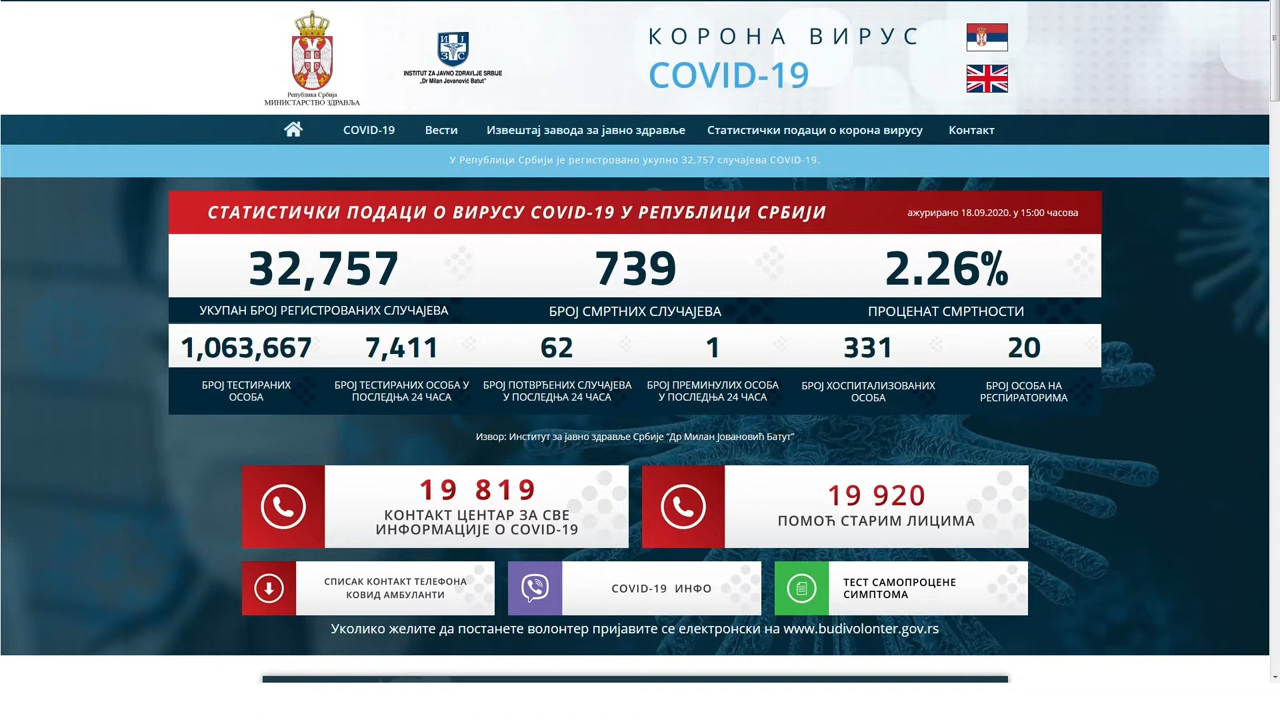 Република Србија
МИНИСТАРСТВО ЗДРАВЉА
И Ј
З С
INSTITUT ZA JAVNO ZDRAVLJE SRBIJE
„Dr Milan Jovanović Batut”
КОРОНА ВИРУС
COVID-19
COVID-19 Вести Извештај завода за јавно здравље Статистички подаци о корона вирусу Контакт
У Републици Србији је регистровано укупно 32,757 случајева COVID-19.
СТАТИСТИЧКИ ПОДАЦИ О ВИРУСУ COVID-19 У РЕПУБЛИЦИ СРБИЈИ ажурирано 18.09.2020. у 15:00 часова
32,757 739 2.26%
УКУПАН БРОЈ РЕГИСТРОВАНИХ СЛУЧАЈЕВА БРОЈ СМРТНИХ СЛУЧАЈЕВА ПРОЦЕНАТ СМРТНОСТИ
1,063,667 7,411 62 1 331 20
БРОЈ ТЕСТИРАНИХ
ОСОБА
БРОЈ ТЕСТИРАНИХ ОСОБА У
ПОСЛЕДЊА 24 ЧАСА
БРОЈ ПОТВРЂЕНИХ СЛУЧАЈЕВА
У ПОСЛЕДЊА 24 ЧАСА
БРОЈ ПРЕМИНУЛИХ ОСОБА
У ПОСЛЕДЊА 24 ЧАСА
БРОЈ ХОСПИТАЛИЗОВАНИХ
ОСОБА
БРОЈ ОСОБА НА
РЕСПИРАТОРИМА
Извор: Институт за јавно здравље Србије “Др Милан Јовановић Батут”
19 819
КОНТАКТ ЦЕНТАР ЗА СВЕ
ИНФОРМАЦИЈЕ О COVID-19
19 920
ПОМОЋ СТАРИМ ЛИЦИМА
СПИСАК КОНТАКТ ТЕЛЕФОНА
КОВИД АМБУЛАНТИ
COVID-19 ИНФО
ТЕСТ САМОПРОЦЕНЕ
СИМПТОМА
Уколико желите да постанете волонтер пријавите се електронски на www.budivolonter.gov.rs